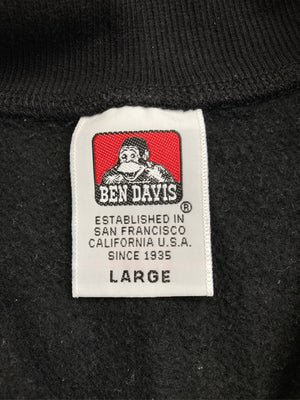 BEN DAVIS
®
ESTABLISHED IN
SAN FRANCISCO
CALIFORNIA U.S.A.
SINCE 1935
LARGE